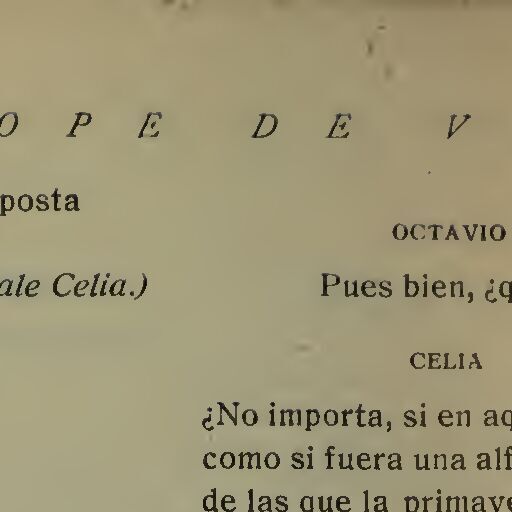 O P E D E V
posta
OCTAVIO
ale Celia.)
Pues bien, ¿q
CELIA
¿No importa, si en aq
como si fuera una alf
de las que la primave